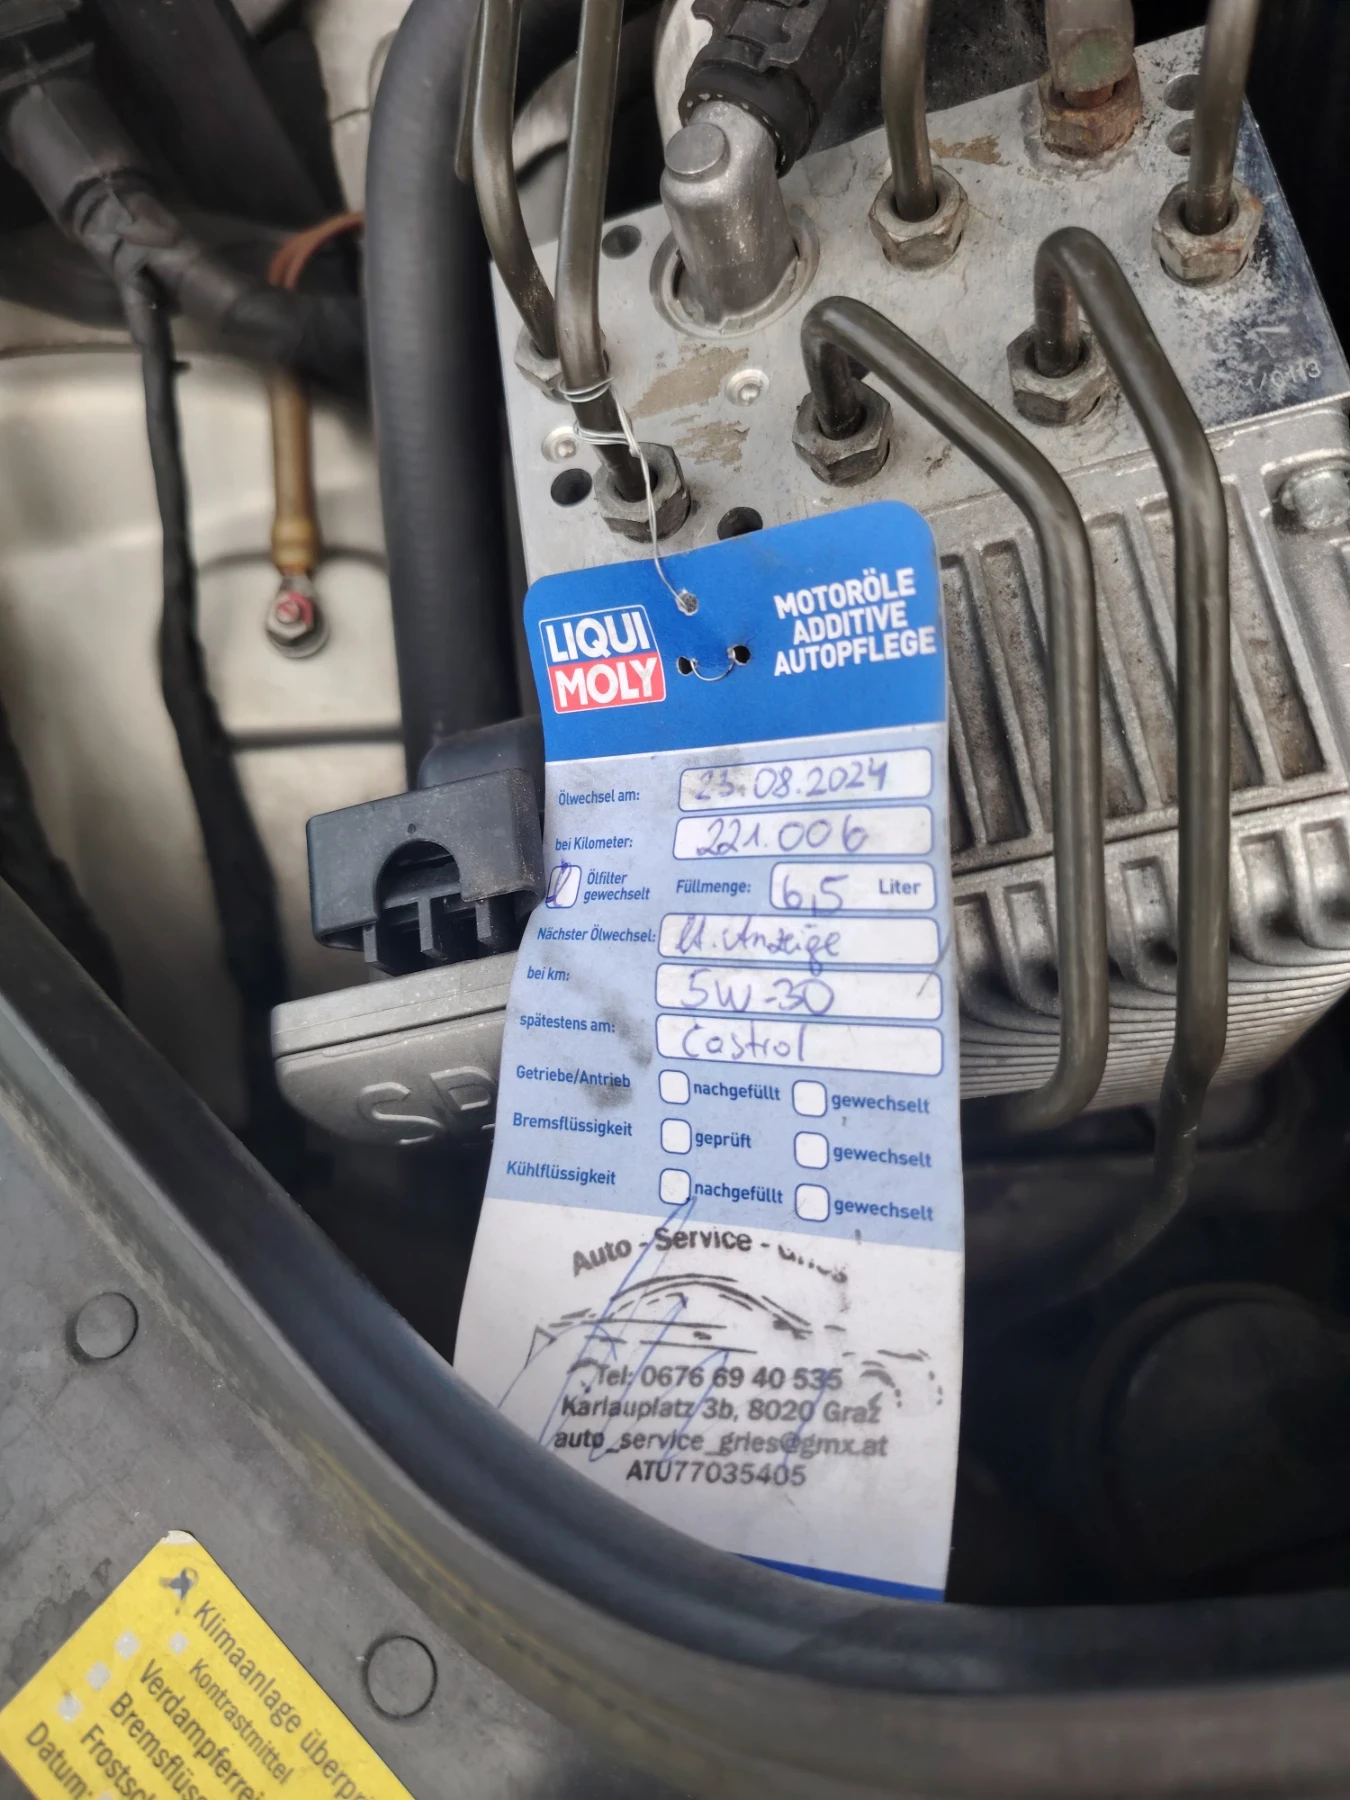 V0113
LIQUI
MOLY
MOTORÖLE
ADDITIVE
AUTOPFLEGE
Ölwechsel am: 23.08.2024
bei Kilometer: 221.006
Ölfilter
gewechselt
Füllmenge: 6,5 Liter
Nächster Ölwechsel: lt. Anzeige
bei km: 5W-30
spätestens am: Castrol
Getriebe/Antrieb nachgefüllt gewechselt
Bremsflüssigkeit geprüft gewechselt
Kühlflüssigkeit nachgefüllt gewechselt
Auto - Service - Gries
Tel: 0676 69 40 535
Karlauplatz 3b, 8020 Graz
auto_service_gries@gmx.at
ATU77035405
Klimaanlage
Kontrastmittel
Datum: